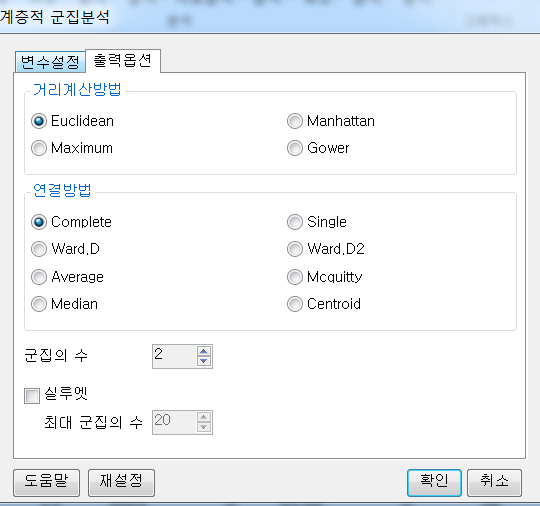 계층적 군집분석
변수설정 출력옵션
거리계산방법
Euclidean Manhattan
Maximum Gower
연결방법
Complete Single
Ward.D Ward.D2
Average Mcquitty
Median Centroid
군집의 수 2
실루엣
최대 군집의 수 20
도움말 재설정 확인 취소